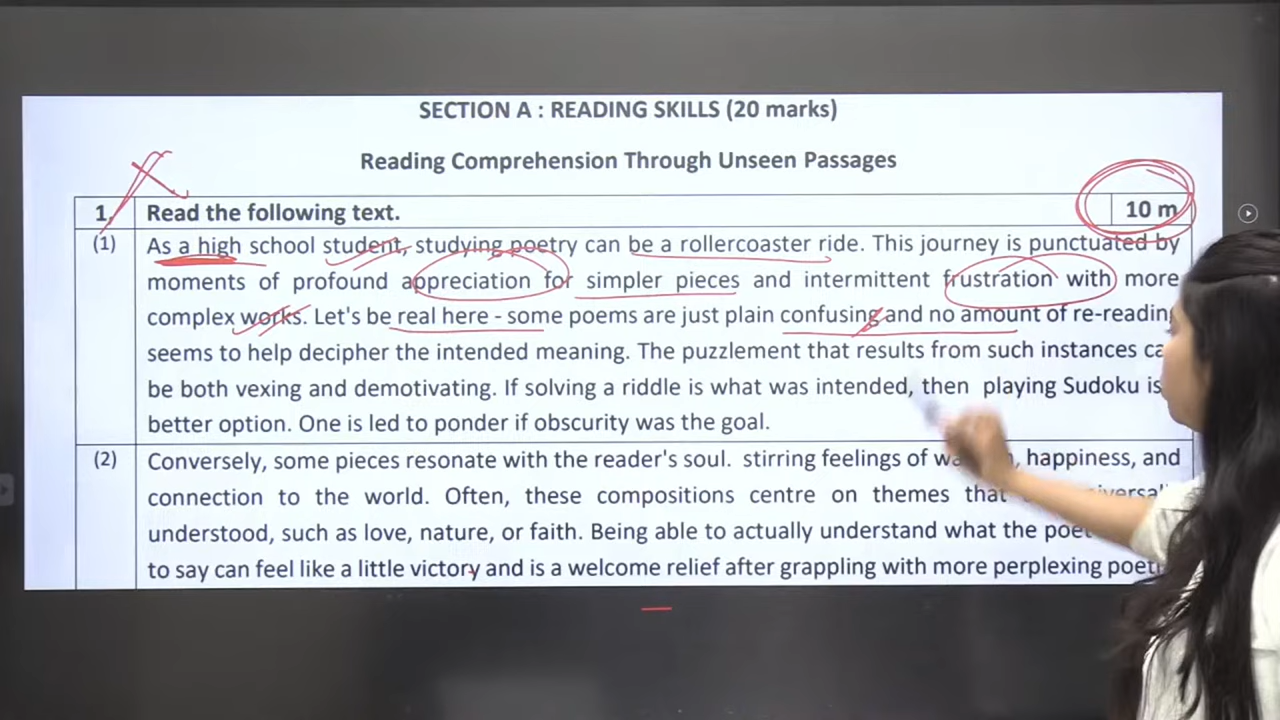 SECTION A : READING SKILLS (20 marks)
Reading Comprehension Through Unseen Passages
1. Read the following text. 10 m
(1) As a high school student, studying poetry can be a rollercoaster ride. This journey is punctuated by
moments of profound appreciation for simpler pieces and intermittent frustration with more
complex works. Let's be real here - some poems are just plain confusing and no amount of re-reading
seems to help decipher the intended meaning. The puzzlement that results from such instances
be both vexing and demotivating. If solving a riddle is what was intended, then playing Sudoku is
better option. One is led to ponder if obscurity was the goal.
(2) Conversely, some pieces resonate with the reader's soul. stirring feelings of happiness, and
connection to the world. Often, these compositions centre on themes that
understood, such as love, nature, or faith. Being able to actually understand what the
to say can feel like a little victory and is a welcome relief after grappling with more perplexing